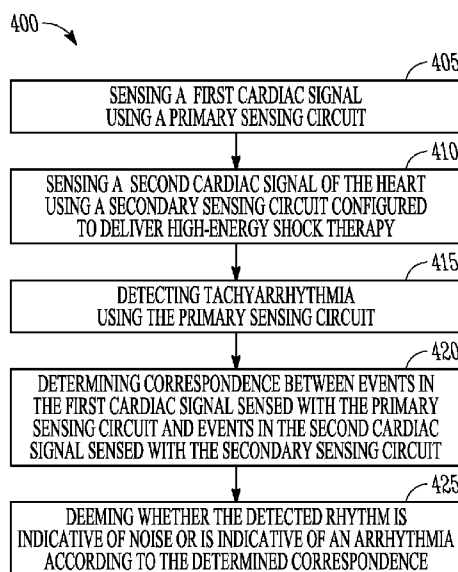 400
405
SENSING A FIRST CARDIAC SIGNAL
USING A PRIMARY SENSING CIRCUIT
410
SENSING A SECOND CARDIAC SIGNAL OF THE HEART
USING A SECONDARY SENSING CIRCUIT CONFIGURED
TO DELIVER HIGH-ENERGY SHOCK THERAPY
415
DETECTING TACHYARRHYTHMIA
USING THE PRIMARY SENSING CIRCUIT
420
DETERMINING CORRESPONDENCE BETWEEN EVENTS IN
THE FIRST CARDIAC SIGNAL SENSED WITH THE PRIMARY
SENSING CIRCUIT AND EVENTS IN THE SECOND CARDIAC
SIGNAL SENSED WITH THE SECONDARY SENSING CIRCUIT
425
DEEMING WHETHER THE DETECTED RHYTHM IS
INDICATIVE OF NOISE OR IS INDICATIVE OF AN ARRHYTHMIA
ACCORDING TO THE DETERMINED CORRESPONDENCE